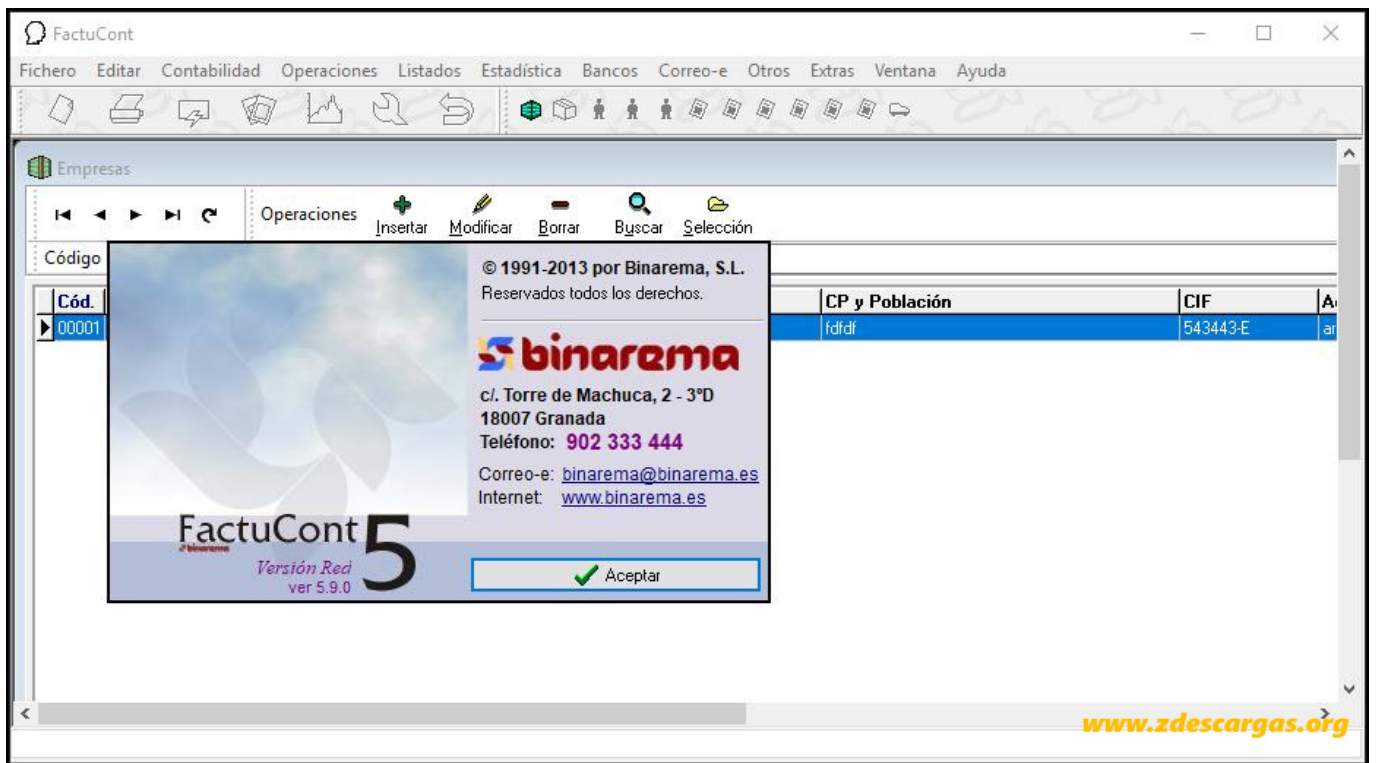 FactuCont
Fichero Editar Contabilidad Operaciones Listados Estadística Bancos Correo-e Otros Extras Ventana Ayuda
Empresas
Operaciones Insertar Modificar Borrar Buscar Selección
Código
Cód. CP y Población CIF
00001 fdfdf 543443-E
© 1991-2013 por Binarema, S.L.
Reservados todos los derechos.
binarema
c/. Torre de Machuca, 2 - 3ºD
18007 Granada
Teléfono: 902 333 444
Correo-e: binarema@binarema.es
Internet: www.binarema.es
FactuCont 5
binarema
Versión Red
ver 5.9.0
Aceptar
www.zdescargas.org